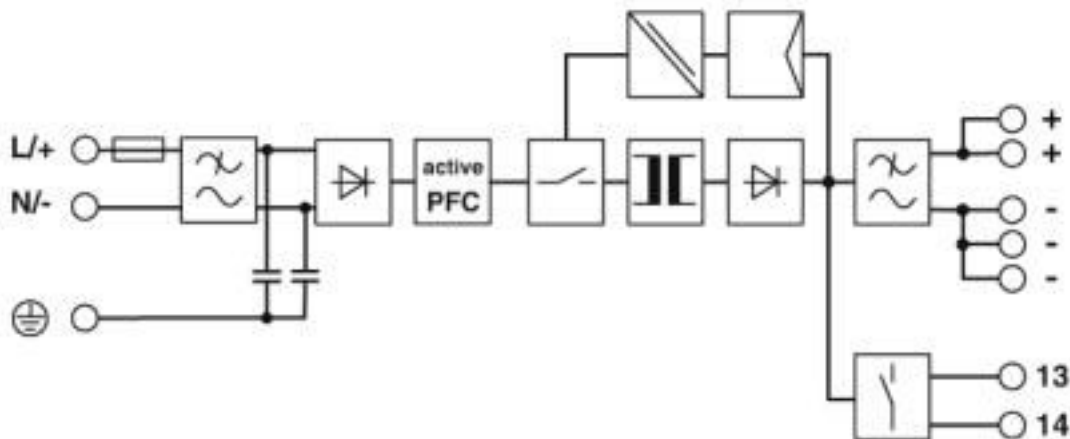 L/+
N/-
active
PFC
+
+
-
-
-
13
14